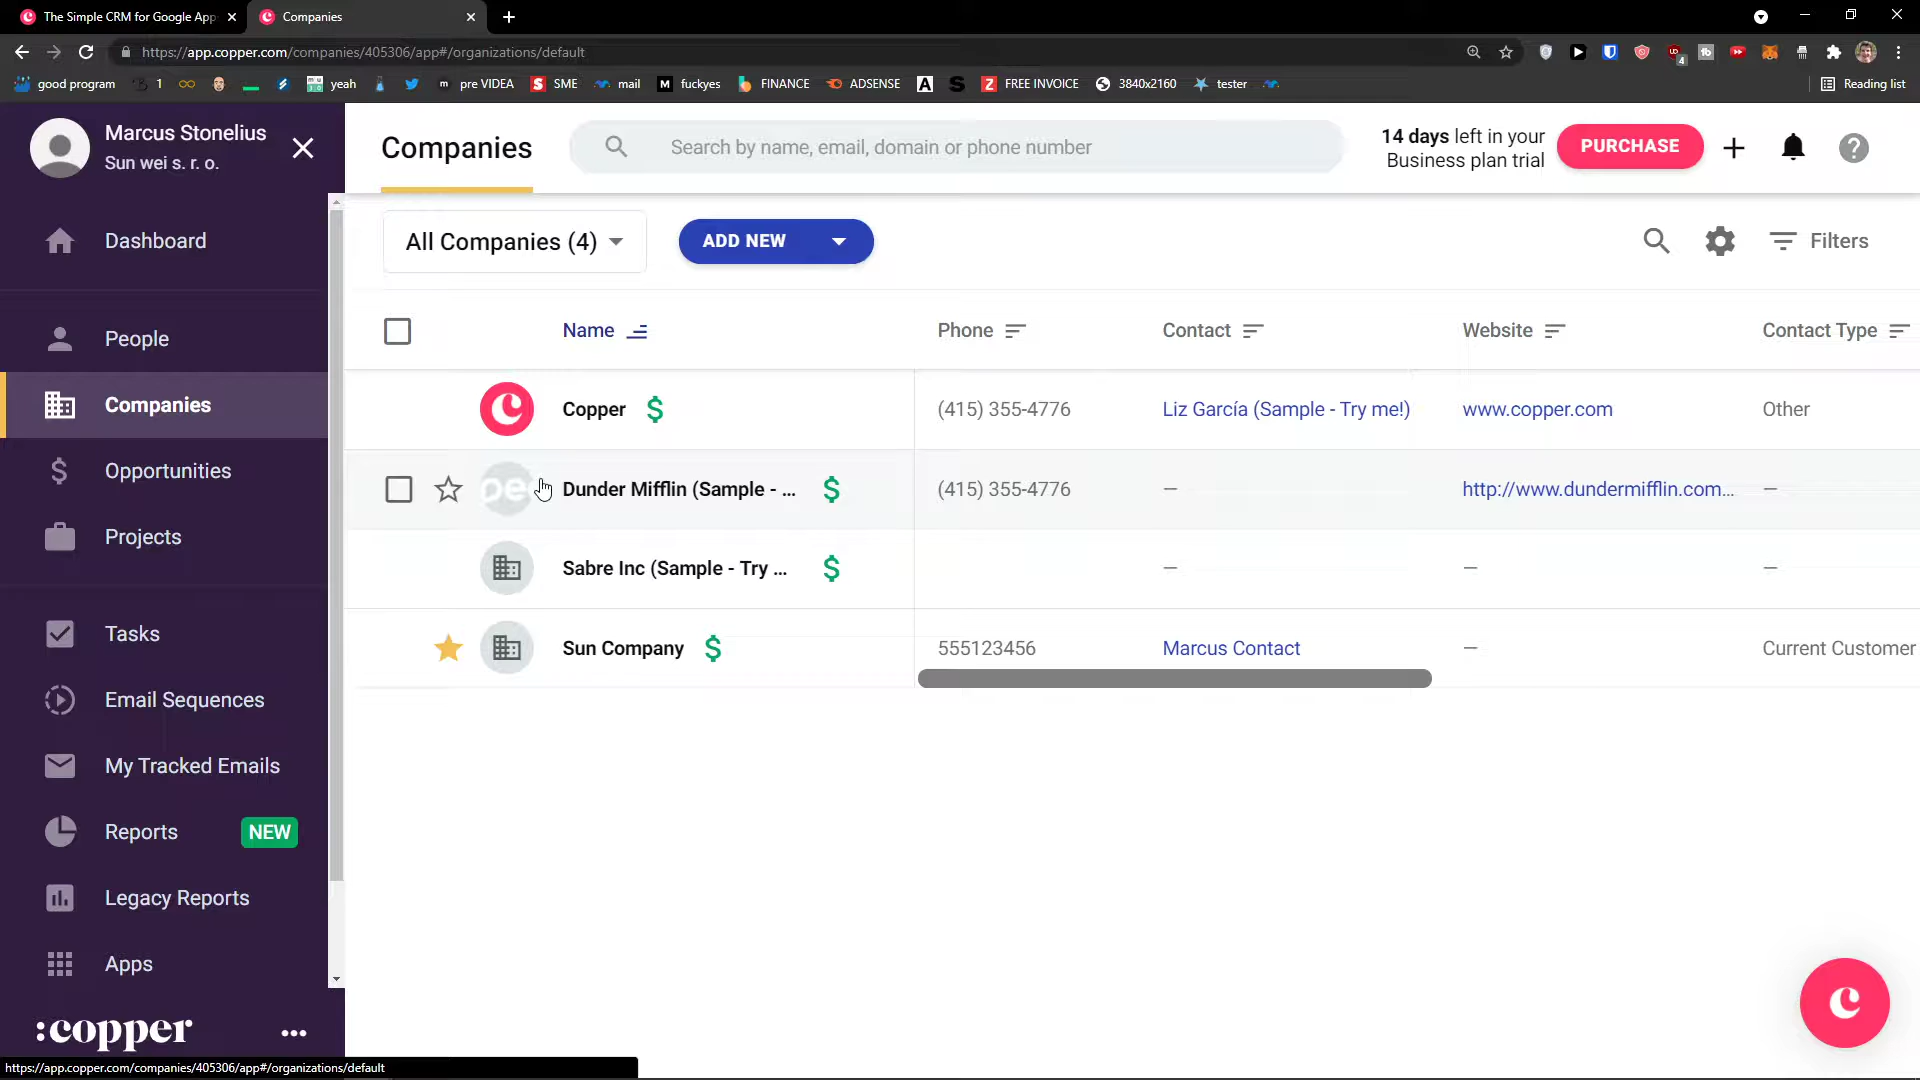 The Simple CRM for Google App
Companies
https://app.copper.com/companies/405306/app#/organizations/default
good program
1
yeah
pre VIDEA
SME
mail
fuckyes
FINANCE
ADSENSE
FREE INVOICE
3840x2160
tester
Reading list
Marcus Stonelius
Sun wei s. r. o.
Companies
Search by name, email, domain or phone number
14 days left in your
Business plan trial
PURCHASE
Dashboard
All Companies (4)
ADD NEW
Filters
People
Name
Phone
Contact
Website
Contact Type
Companies
Copper
(415) 355-4776
Liz García (Sample - Try me!)
www.copper.com
Other
Opportunities
Dunder Mifflin (Sample - ...
(415) 355-4776
—
http://www.dundermifflin.com...
—
Projects
Sabre Inc (Sample - Try ...
—
—
—
Tasks
Sun Company
555123456
Marcus Contact
—
Current Customer
Email Sequences
My Tracked Emails
Reports
NEW
Legacy Reports
Apps
:copper
https://app.copper.com/companies/405306/app#/organizations/default